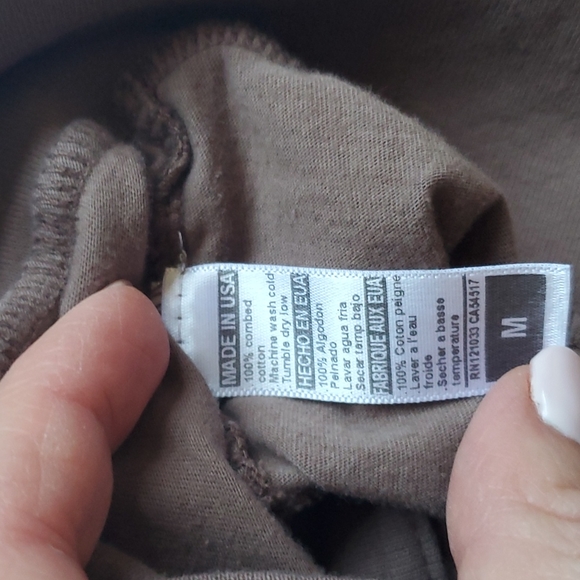 MADE IN USA
100% combed
cotton
Machine wash cold
Tumble dry low
HECHO EN EUA
100% Algodon
Peinado
Lavar agua fria
Secar temp bajo
FABRIQUE AUX EUA
100% Coton peigne
Laver a l'eau
froide
Secher a basse
temperature
RN121033 CA54517
M